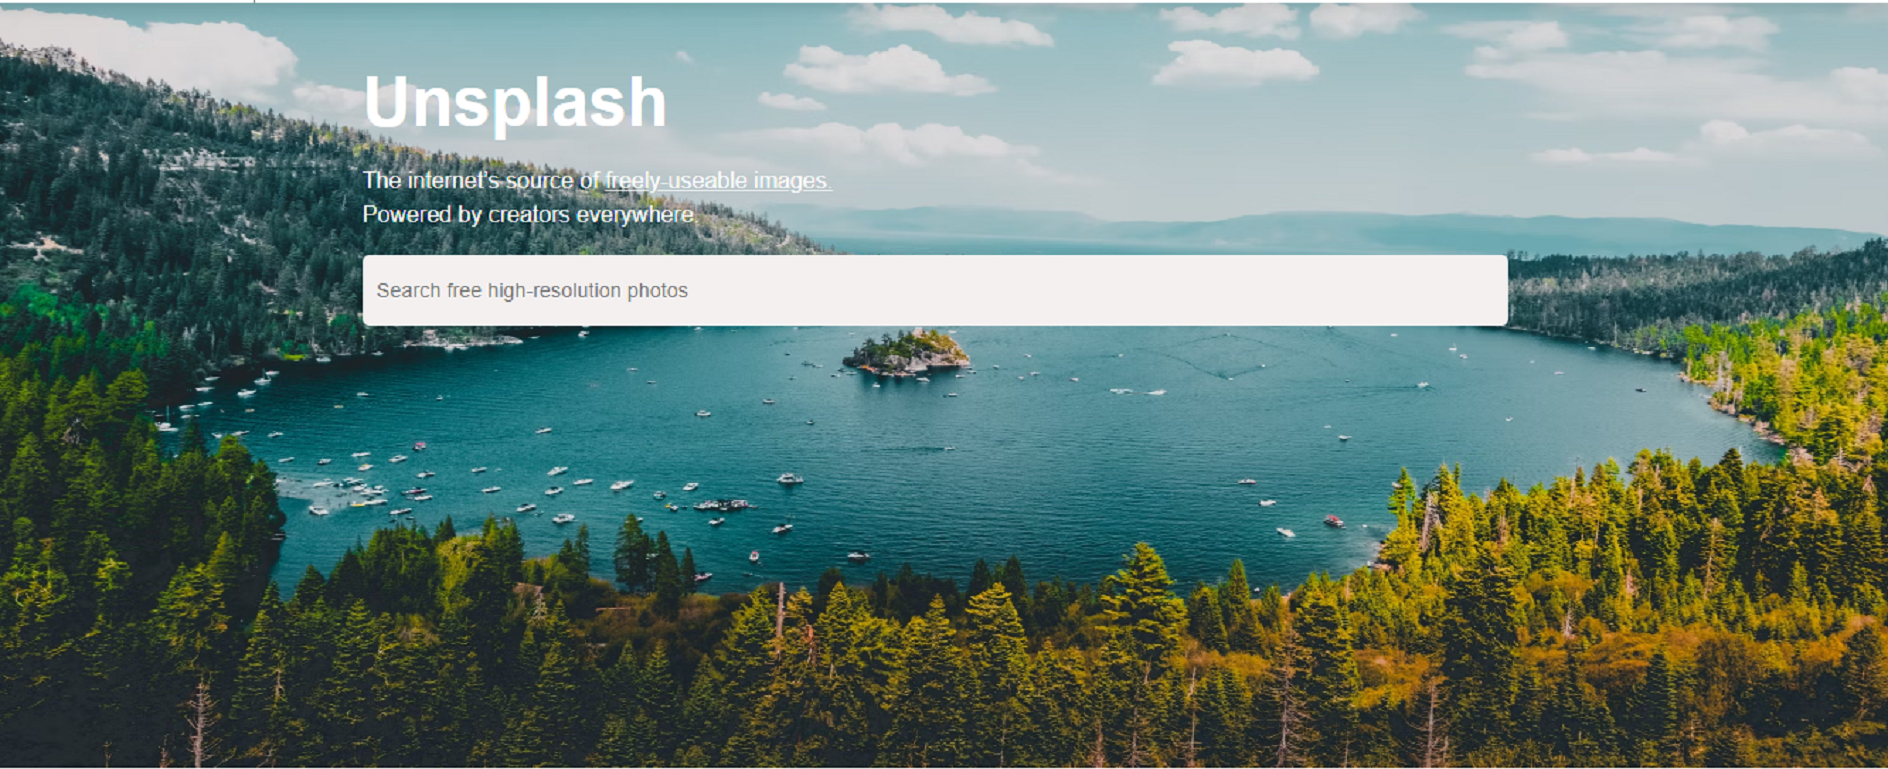 Unsplash
The internet's source of freely-useable images.
Powered by creators everywhere.
Search free high-resolution photos